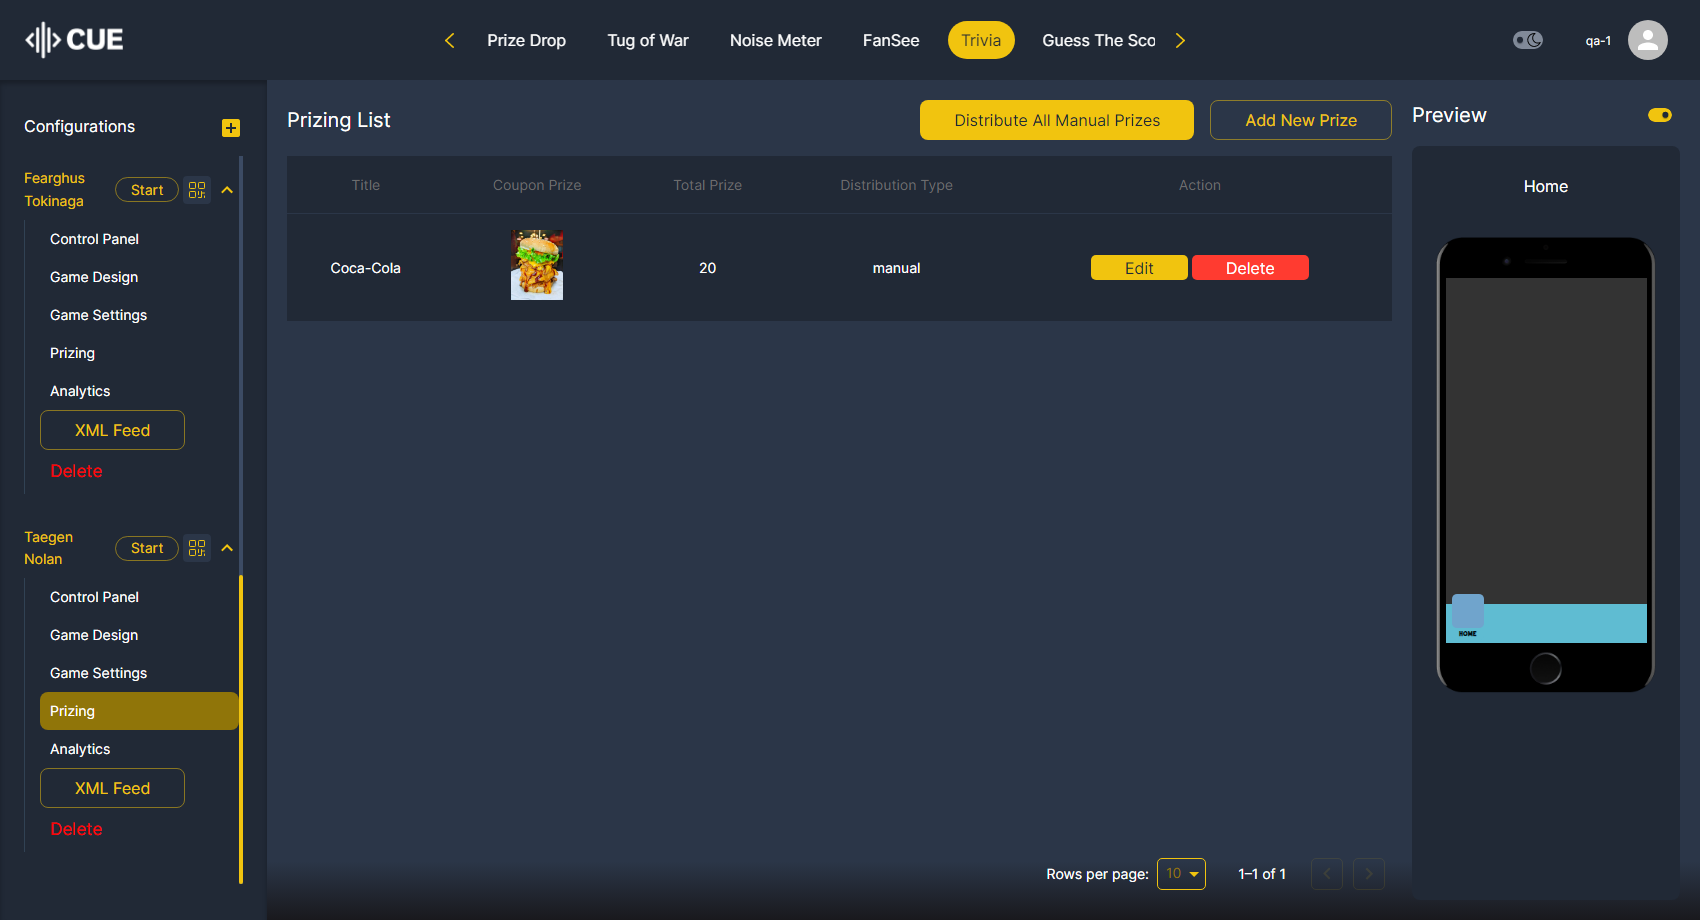 CUE
Prize Drop
Tug of War
Noise Meter
FanSee
Trivia
Guess The Sco
qa-1
Configurations
Fearghus
Tokinaga
Start
Control Panel
Game Design
Game Settings
Prizing
Analytics
XML Feed
Delete
Taegen
Nolan
Start
Control Panel
Game Design
Game Settings
Prizing
Analytics
XML Feed
Delete
Prizing List
Distribute All Manual Prizes
Add New Prize
Title
Coupon Prize
Total Prize
Distribution Type
Action
Coca-Cola
20
manual
Edit
Delete
Rows per page:
10
1–1 of 1
Preview
Home
HOME